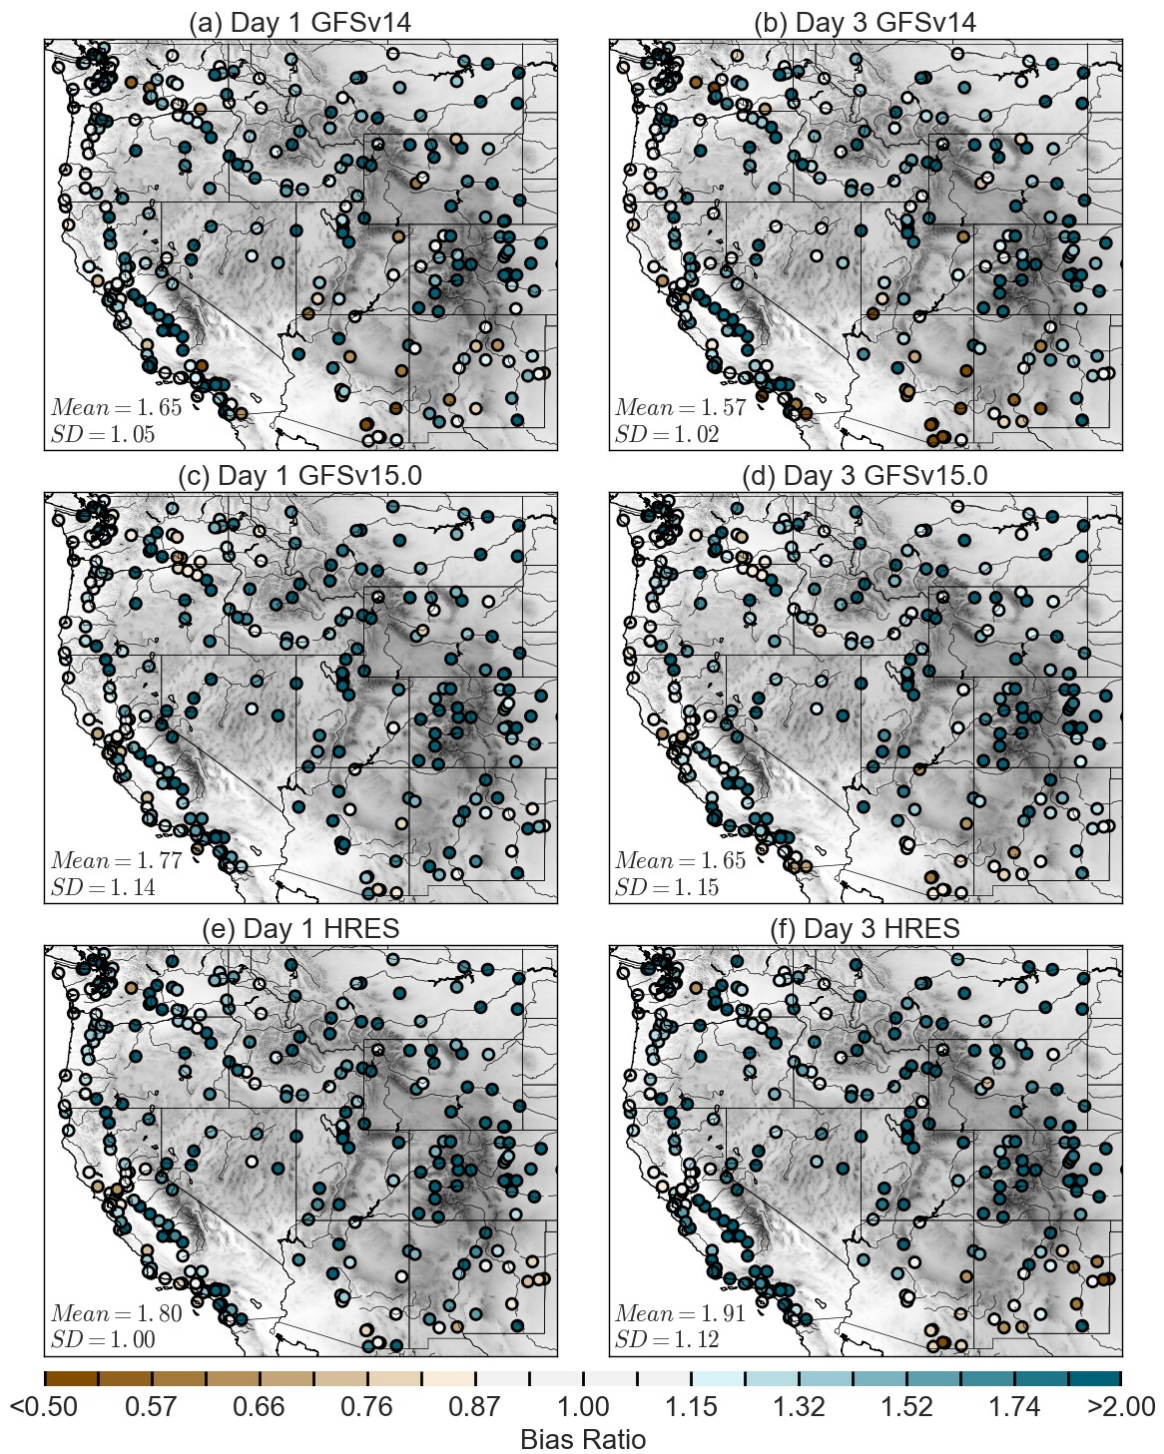 (a) Day 1 GFSv14
(b) Day 3 GFSv14
Mean = 1.65
SD = 1.05
Mean = 1.57
SD = 1.02
(c) Day 1 GFSv15.0
(d) Day 3 GFSv15.0
Mean = 1.77
SD = 1.14
Mean = 1.65
SD = 1.15
(e) Day 1 HRES
(f) Day 3 HRES
Mean = 1.80
SD = 1.00
Mean = 1.91
SD = 1.12
<0.50 0.57 0.66 0.76 0.87 1.00 1.15 1.32 1.52 1.74 >2.00
Bias Ratio